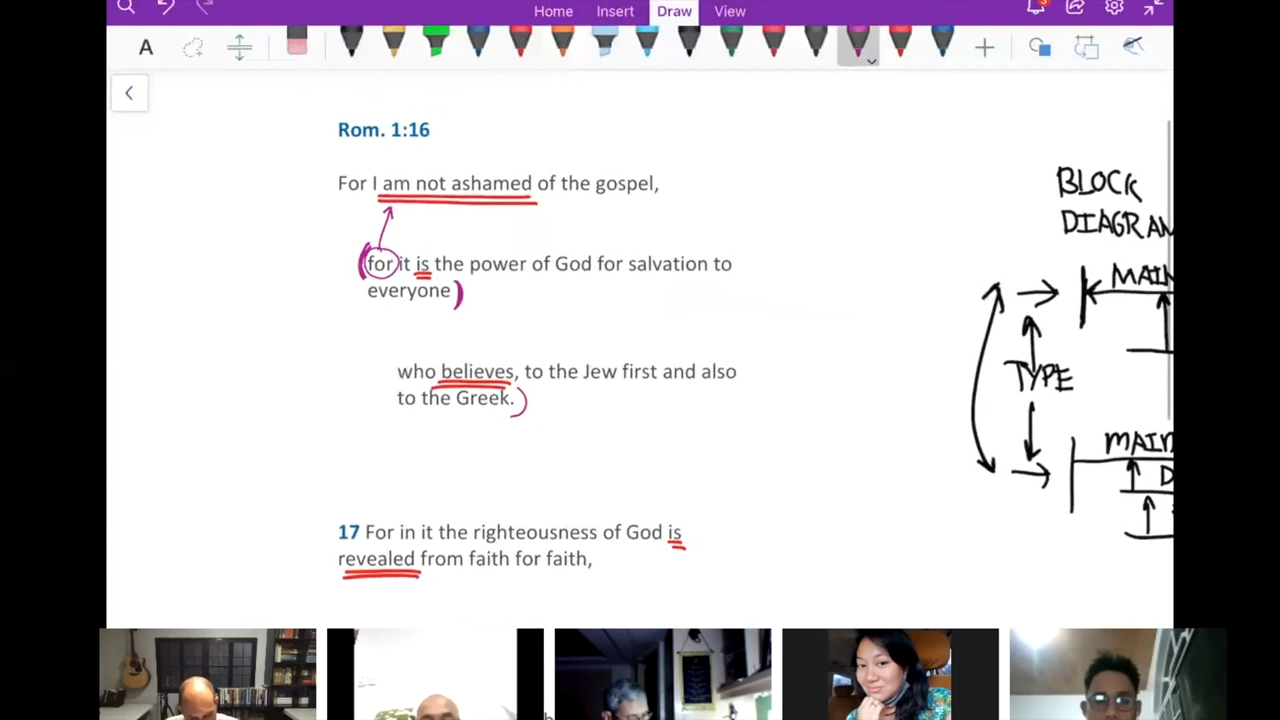 Home Insert Draw View
A
Rom. 1:16
For I am not ashamed of the gospel,
for it is the power of God for salvation to
everyone
who believes, to the Jew first and also
to the Greek.
17 For in it the righteousness of God is
revealed from faith for faith,
BLOCK
DIAGRAM
MAIN
TYPE
MAIN
D